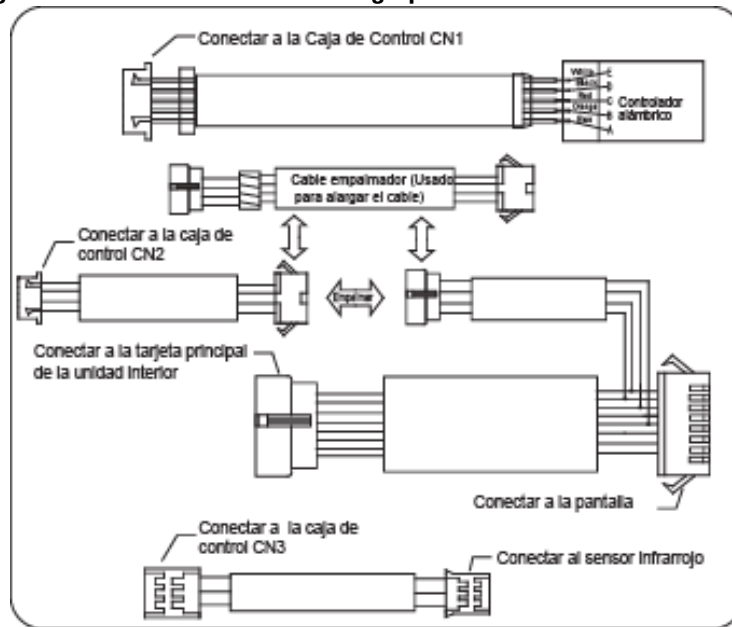 Conectar a la Caja de Control CN1
White C
Black D
Red C
Orange B
A
Controlador
alámbrico
Cable empalmador (Usado
para alargar el cable)
Conectar a la caja de
control CN2
Empalmar
Conectar a la tarjeta principal
de la unidad Interior
Conectar a la pantalla
Conectar a la caja de
control CN3
Conectar al sensor Infrarrojo